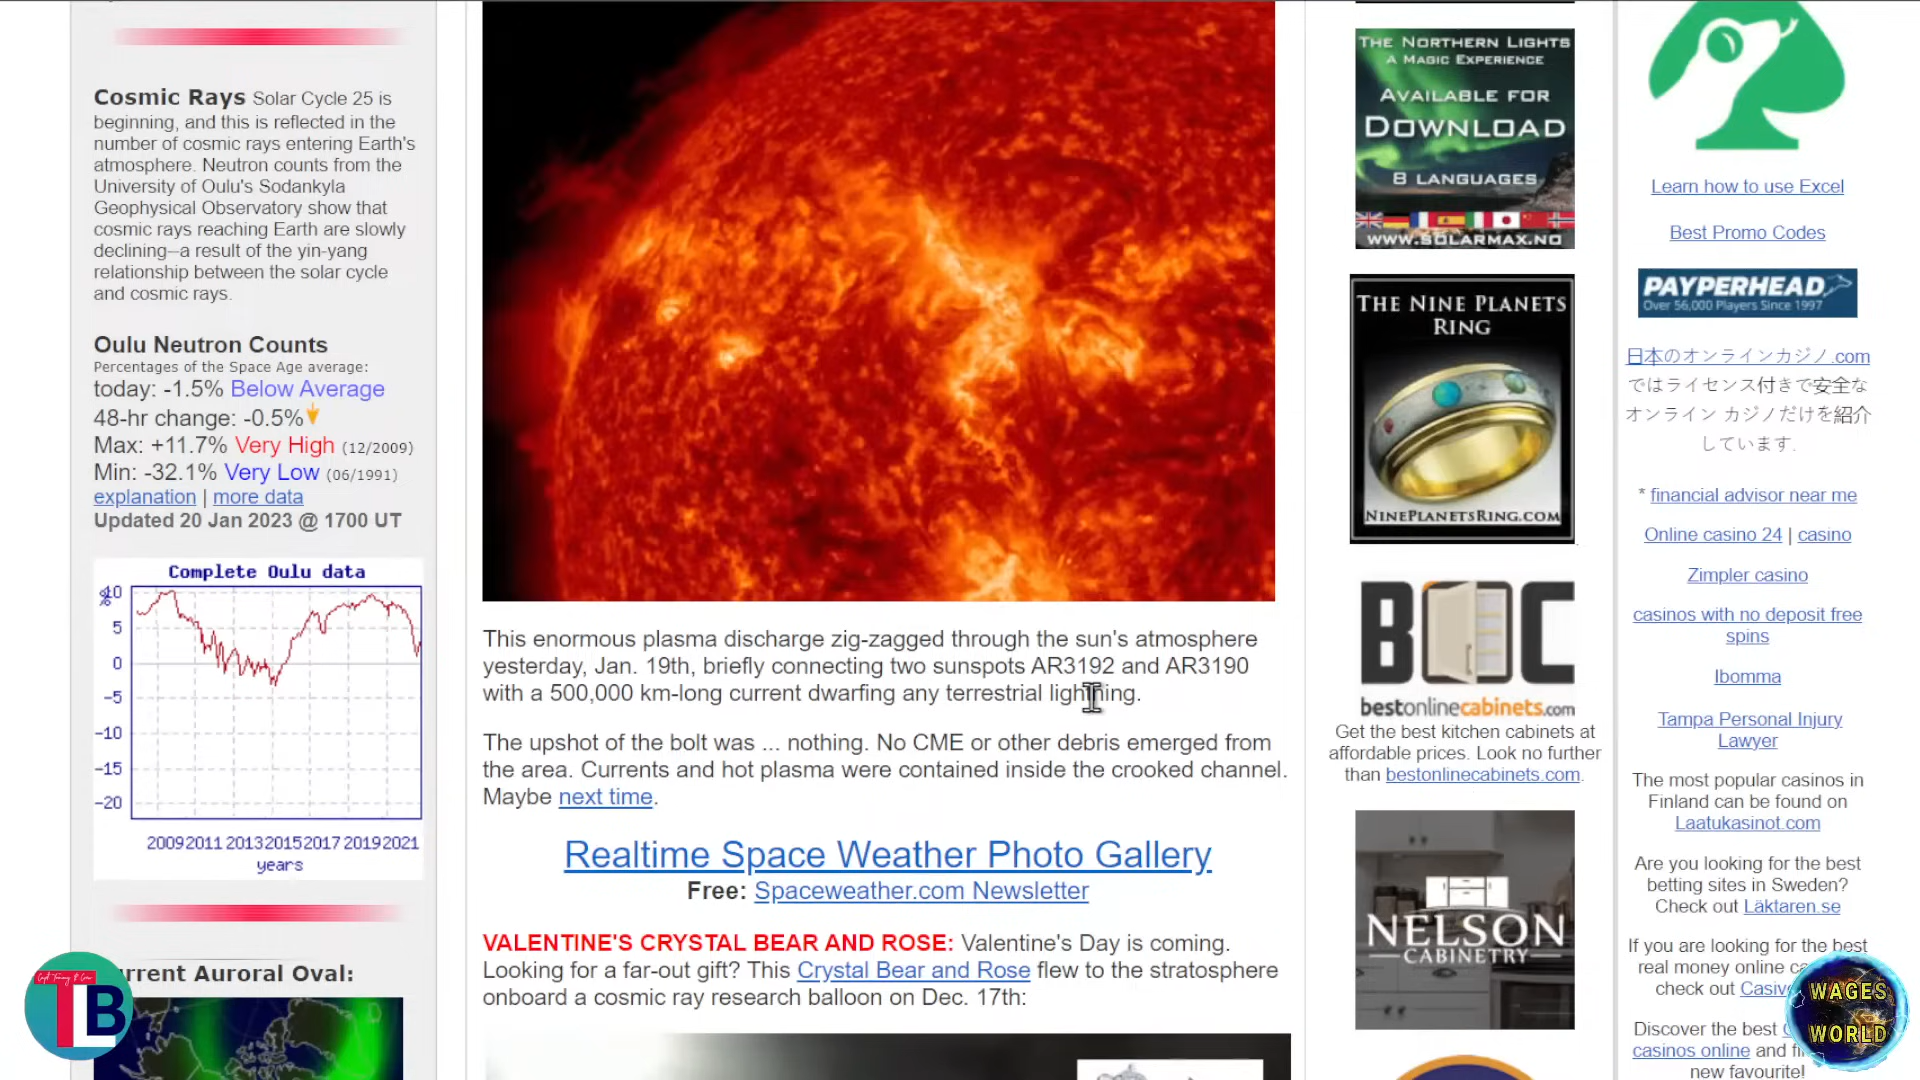 Cosmic Rays Solar Cycle 25 is
beginning, and this is reflected in the
number of cosmic rays entering Earth's
atmosphere. Neutron counts from the
University of Oulu's Sodankyla
Geophysical Observatory show that
cosmic rays reaching Earth are slowly
declining--a result of the yin-yang
relationship between the solar cycle
and cosmic rays.
Oulu Neutron Counts
Percentages of the Space Age average:
today: -1.5% Below Average
48-hr change: -0.5%
Max: +11.7% Very High (12/2009)
Min: -32.1% Very Low (06/1991)
explanation | more data
Updated 20 Jan 2023 @ 1700 UT
Complete Oulu data
%
10
5
0
-5
-10
-15
-20
2009 2011 2013 2015 2017 2019 2021
years
Current Auroral Oval:
TB
This enormous plasma discharge zig-zagged through the sun's atmosphere
yesterday, Jan. 19th, briefly connecting two sunspots AR3192 and AR3190
with a 500,000 km-long current dwarfing any terrestrial lightning.
The upshot of the bolt was ... nothing. No CME or other debris emerged from
the area. Currents and hot plasma were contained inside the crooked channel.
Maybe next time.
Realtime Space Weather Photo Gallery
Free: Spaceweather.com Newsletter
VALENTINE'S CRYSTAL BEAR AND ROSE: Valentine's Day is coming.
Looking for a far-out gift? This Crystal Bear and Rose flew to the stratosphere
onboard a cosmic ray research balloon on Dec. 17th:
THE NORTHERN LIGHTS
A MAGIC EXPERIENCE
AVAILABLE FOR
DOWNLOAD
8 LANGUAGES
WWW.SOLARMAX.NO
THE NINE PLANETS
RING
NINEPLANETSRING.COM
BOC
bestonlinecabinets.com
Get the best kitchen cabinets at
affordable prices. Look no further
than bestonlinecabinets.com.
NELSON
CABINETRY
Learn how to use Excel
Best Promo Codes
PAYPERHEAD
Over 56,000 Players Since 1997
日本のオンラインカジノ.com
ではライセンス付きで安全な
オンライン カジノだけを紹介
しています.
* financial advisor near me
Online casino 24 | casino
Zimpler casino
casinos with no deposit free
spins
Ibomma
Tampa Personal Injury
Lawyer
The most popular casinos in
Finland can be found on
Laatukasinot.com
Are you looking for the best
betting sites in Sweden?
Check out Läktaren.se
If you are looking for the best
real money online
check out
Discover the best
casinos online and
new favourite!
WAGES
WORLD